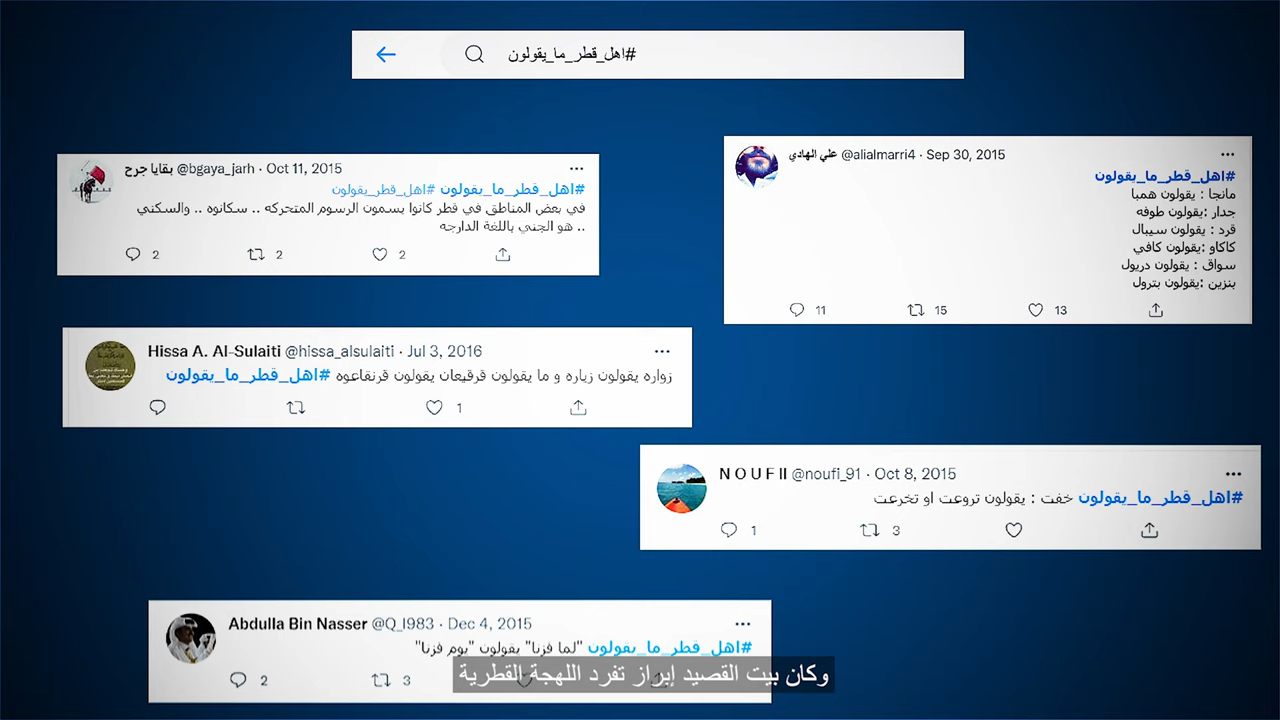 #اهل_قطر_ما_يقولون
بقايا جرح @bgaya_jarh · Oct 11, 2015
#اهل_قطر_ما_يقولون #اهل_قطر_يقولون
في بعض المناطق في قطر كانوا يسمون الرسوم المتحركه .. سكانوه .. والسكني
.. هو الجني باللغة الدارجه
2 2 2
علي الهادي @alialmarri4 · Sep 30, 2015
#اهل_قطر_ما_يقولون
مانجا : يقولون همبا
جدار :يقولون طوفه
قرد : يقولون سيبال
كاكاو :يقولون كافي
سواق : يقولون دريول
بنزين :يقولون بترول
11 15 13
Hissa A. Al-Sulaiti @hissa_alsulaiti · Jul 3, 2016
زواره يقولون زياره و ما يقولون قرقيعان يقولون قرنقاعوه #اهل_قطر_ما_يقولون
1
N O U F II @noufi_91 · Oct 8, 2015
#اهل_قطر_ما_يقولون خفت : يقولون تروعت او تخرعت
1 3
Abdulla Bin Nasser @Q_I983 · Dec 4, 2015
#اهل_قطر_ما_يقولون "لما فزنا" يقولون "يوم فزنا"
2 3
وكان بيت القصيد إبراز تفرد اللهجة القطرية